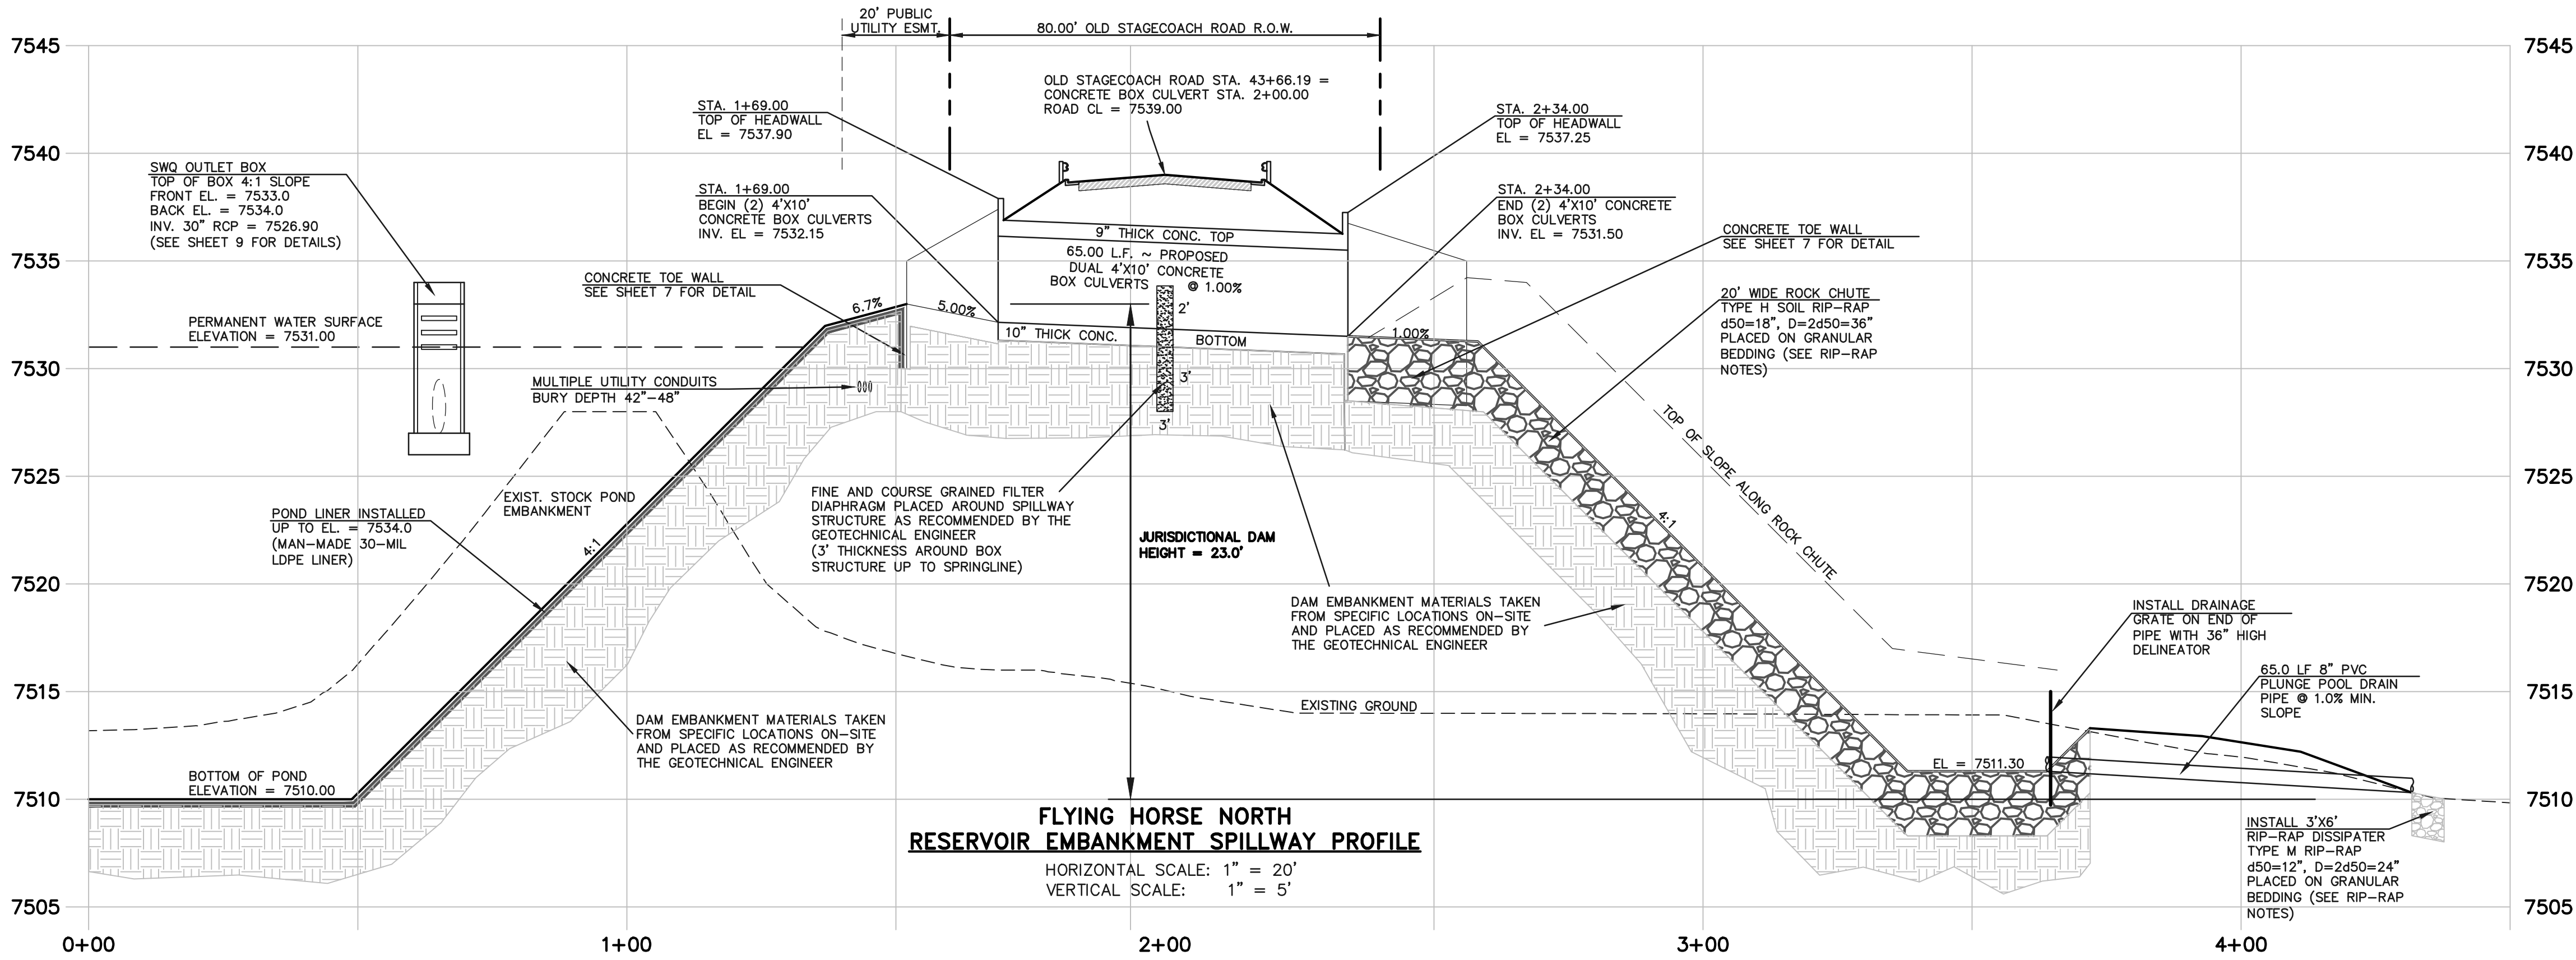 20' PUBLIC
UTILITY ESMT.
80.00' OLD STAGECOACH ROAD R.O.W.
7545
7545
OLD STAGECOACH ROAD STA. 43+66.19 =
CONCRETE BOX CULVERT STA. 2+00.00
ROAD CL = 7539.00
STA. 1+69.00
TOP OF HEADWALL
EL = 7537.90
STA. 2+34.00
TOP OF HEADWALL
EL = 7537.25
7540
7540
SWQ OUTLET BOX
TOP OF BOX 4:1 SLOPE
FRONT EL. = 7533.0
BACK EL. = 7534.0
INV. 30" RCP = 7526.90
(SEE SHEET 9 FOR DETAILS)
STA. 1+69.00
BEGIN (2) 4'X10'
CONCRETE BOX CULVERTS
INV. EL = 7532.15
STA. 2+34.00
END (2) 4'X10' CONCRETE
BOX CULVERTS
INV. EL = 7531.50
CONCRETE TOE WALL
SEE SHEET 7 FOR DETAIL
9" THICK CONC. TOP
65.00 L.F. ~ PROPOSED
DUAL 4'X10' CONCRETE
BOX CULVERTS @ 1.00%
7535
7535
CONCRETE TOE WALL
SEE SHEET 7 FOR DETAIL
6.7%
5.00%
2'
20' WIDE ROCK CHUTE
TYPE H SOIL RIP-RAP
d50=18", D=2d50=36"
PLACED ON GRANULAR
BEDDING (SEE RIP-RAP
NOTES)
PERMANENT WATER SURFACE
ELEVATION = 7531.00
10" THICK CONC. BOTTOM
1.00%
7530
7530
MULTIPLE UTILITY CONDUITS
BURY DEPTH 42"-48"
3'
3'
TOP OF SLOPE ALONG ROCK CHUTE
7525
7525
EXIST. STOCK POND
EMBANKMENT
FINE AND COURSE GRAINED FILTER
DIAPHRAGM PLACED AROUND SPILLWAY
STRUCTURE AS RECOMMENDED BY THE
GEOTECHNICAL ENGINEER
(3' THICKNESS AROUND BOX
STRUCTURE UP TO SPRINGLINE)
POND LINER INSTALLED
UP TO EL. = 7534.0
(MAN-MADE 30-MIL
LDPE LINER)
4:1
4:1
JURISDICTIONAL DAM
HEIGHT = 23.0'
7520
7520
DAM EMBANKMENT MATERIALS TAKEN
FROM SPECIFIC LOCATIONS ON-SITE
AND PLACED AS RECOMMENDED BY
THE GEOTECHNICAL ENGINEER
INSTALL DRAINAGE
GRATE ON END OF
PIPE WITH 36" HIGH
DELINEATOR
65.0 LF 8" PVC
PLUNGE POOL DRAIN
PIPE @ 1.0% MIN.
SLOPE
7515
7515
EXISTING GROUND
DAM EMBANKMENT MATERIALS TAKEN
FROM SPECIFIC LOCATIONS ON-SITE
AND PLACED AS RECOMMENDED BY
THE GEOTECHNICAL ENGINEER
EL = 7511.30
BOTTOM OF POND
ELEVATION = 7510.00
7510
7510
FLYING HORSE NORTH
RESERVOIR EMBANKMENT SPILLWAY PROFILE
HORIZONTAL SCALE: 1" = 20'
VERTICAL SCALE: 1" = 5'
INSTALL 3'X6'
RIP-RAP DISSIPATER
TYPE M RIP-RAP
d50=12", D=2d50=24"
PLACED ON GRANULAR
BEDDING (SEE RIP-RAP
NOTES)
7505
7505
0+00
1+00
2+00
3+00
4+00